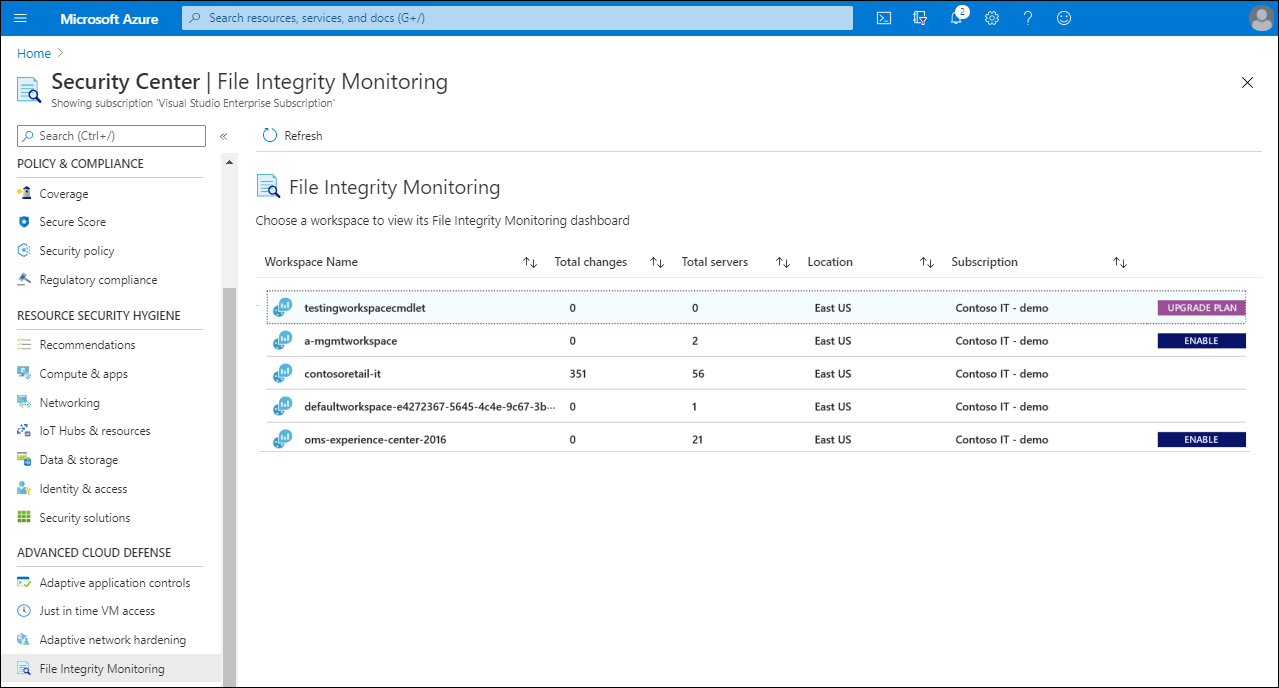 Microsoft Azure
Search resources, services, and docs (G+/)
2
Home
Security Center | File Integrity Monitoring
Showing subscription 'Visual Studio Enterprise Subscription'
Search (Ctrl+/)
«
Refresh
POLICY & COMPLIANCE
Coverage
Secure Score
Security policy
Regulatory compliance
RESOURCE SECURITY HYGIENE
Recommendations
Compute & apps
Networking
IoT Hubs & resources
Data & storage
Identity & access
Security solutions
ADVANCED CLOUD DEFENSE
Adaptive application controls
Just in time VM access
Adaptive network hardening
File Integrity Monitoring
File Integrity Monitoring
Choose a workspace to view its File Integrity Monitoring dashboard
Workspace Name Total changes Total servers Location Subscription
testingworkspacecmdlet 0 0 East US Contoso IT - demo UPGRADE PLAN
a-mgmtworkspace 0 2 East US Contoso IT - demo ENABLE
contosoretail-it 351 56 East US Contoso IT - demo
defaultworkspace-e4272367-5645-4c4e-9c67-3b··· 0 1 East US Contoso IT - demo
oms-experience-center-2016 0 21 East US Contoso IT - demo ENABLE